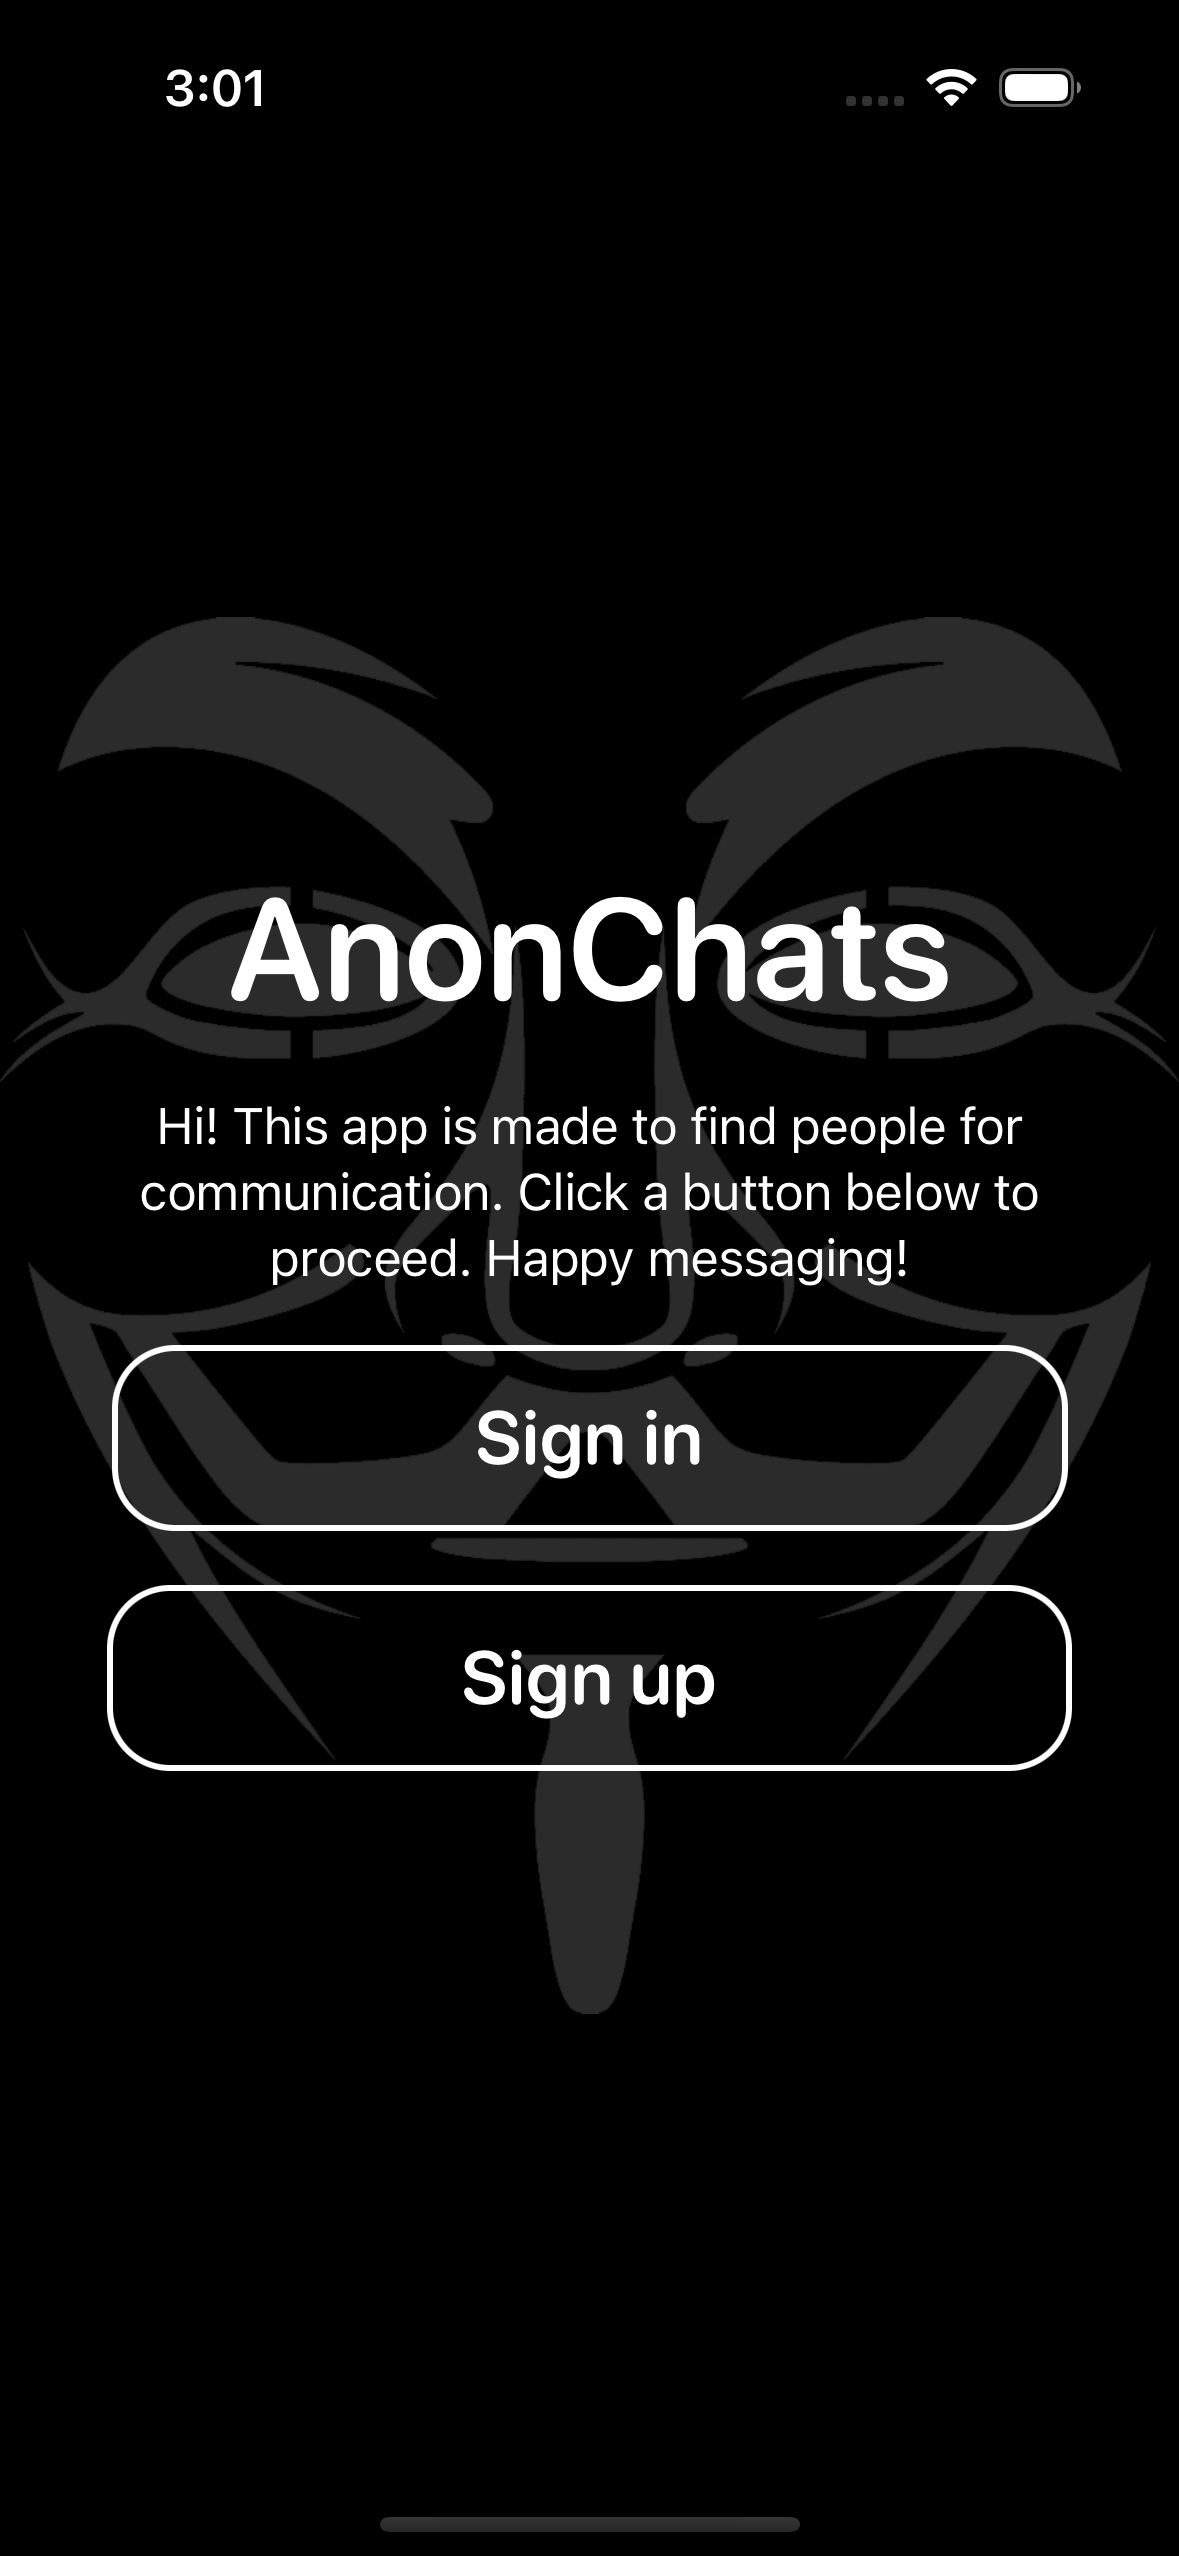 3:01
AnonChats
Hi! This app is made to find people for
communication. Click a button below to
proceed. Happy messaging!
Sign in
Sign up